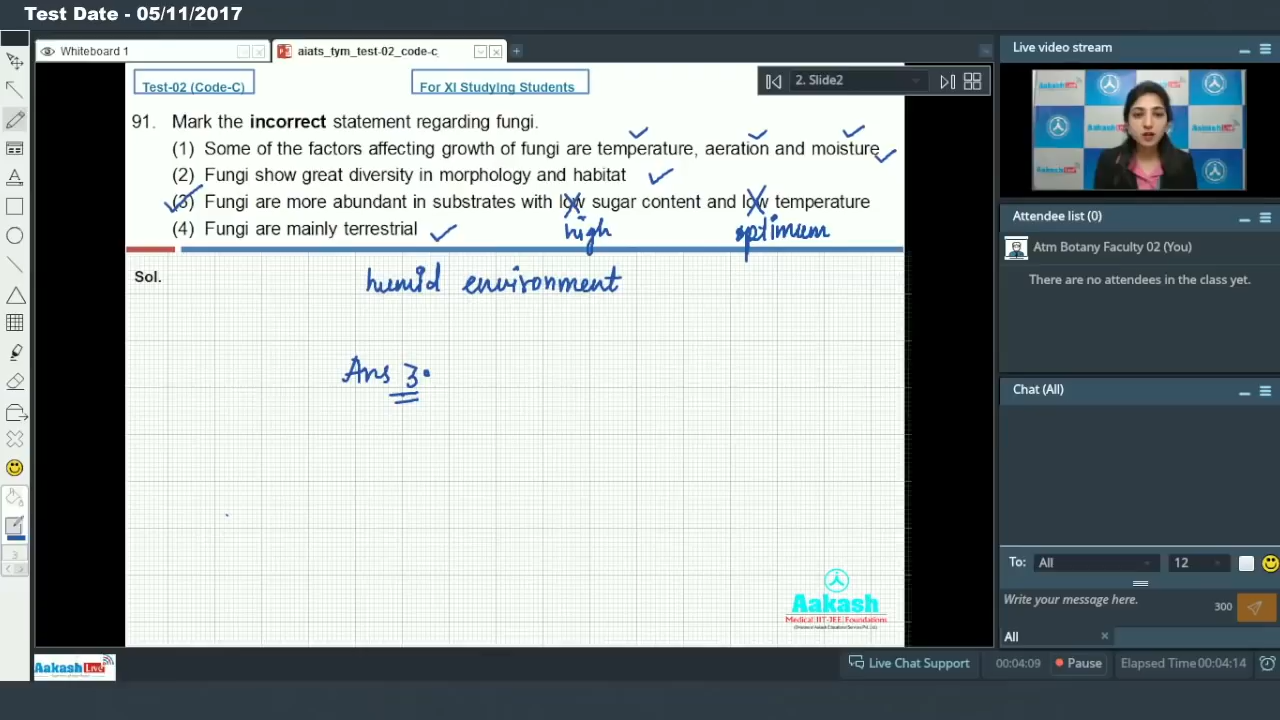 Test Date - 05/11/2017
Whiteboard 1
aiats_tym_test-02_code-c
Live video stream
Test-02 (Code-C)
For XI Studying Students
2. Slide2
91. Mark the incorrect statement regarding fungi.
(1) Some of the factors affecting growth of fungi are temperature, aeration and moisture
(2) Fungi show great diversity in morphology and habitat
(3) Fungi are more abundant in substrates with low sugar content and low temperature
(4) Fungi are mainly terrestrial
high
optimum
Sol.
humid environment
Ans 3.
Attendee list (0)
Atm Botany Faculty 02 (You)
There are no attendees in the class yet.
Chat (All)
To: All 12
Write your message here.
300
All
3
Aakash
Medical|IIT-JEE|Foundations
Aakash Live
Live Chat Support
00:04:09
Pause
Elapsed Time 00:04:14